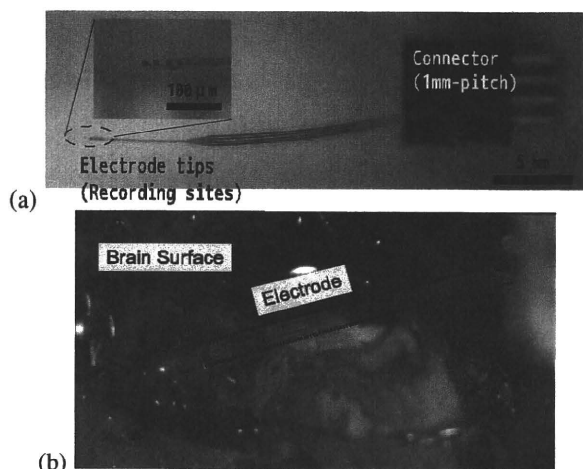 100 μm
Connector
(1mm-pitch)
Electrode tips
(Recording sites)
(a)
Brain Surface
Electrode
(b)